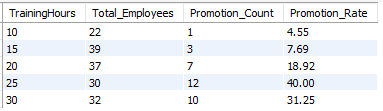 TrainingHours Total_Employees Promotion_Count Promotion_Rate
10 22 1 4.55
15 39 3 7.69
20 37 7 18.92
25 30 12 40.00
30 32 10 31.25